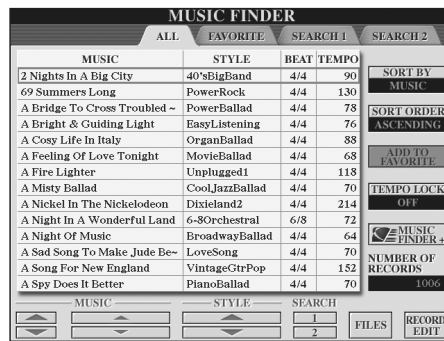 MUSIC FINDER
ALL FAVORITE SEARCH 1 SEARCH 2
MUSIC STYLE BEAT TEMPO
2 Nights In A Big City 40'sBigBand 4/4 90
69 Summers Long PowerRock 4/4 130
A Bridge To Cross Troubled ~ PowerBallad 4/4 78
A Bright & Guiding Light EasyListening 4/4 76
A Cosy Life In Italy OrganBallad 4/4 88
A Feeling Of Love Tonight MovieBallad 4/4 68
A Fire Lighter Unplugged1 4/4 118
A Misty Ballad CoolJazzBallad 4/4 70
A Nickel In The Nickelodeon Dixieland2 4/4 214
A Night In A Wonderful Land 6-8Orchestral 6/8 72
A Night Of Music BroadwayBallad 4/4 64
A Sad Song To Make Jude Be~ LoveSong 4/4 70
A Song For New England VintageGtrPop 4/4 152
A Spy Does It Better PianoBallad 4/4 70
SORT BY
MUSIC
SORT ORDER
ASCENDING
ADD TO
FAVORITE
TEMPO LOCK
OFF
MUSIC
FINDER +
NUMBER OF
RECORDS
1006
MUSIC STYLE SEARCH
1
2
FILES
RECORD
EDIT